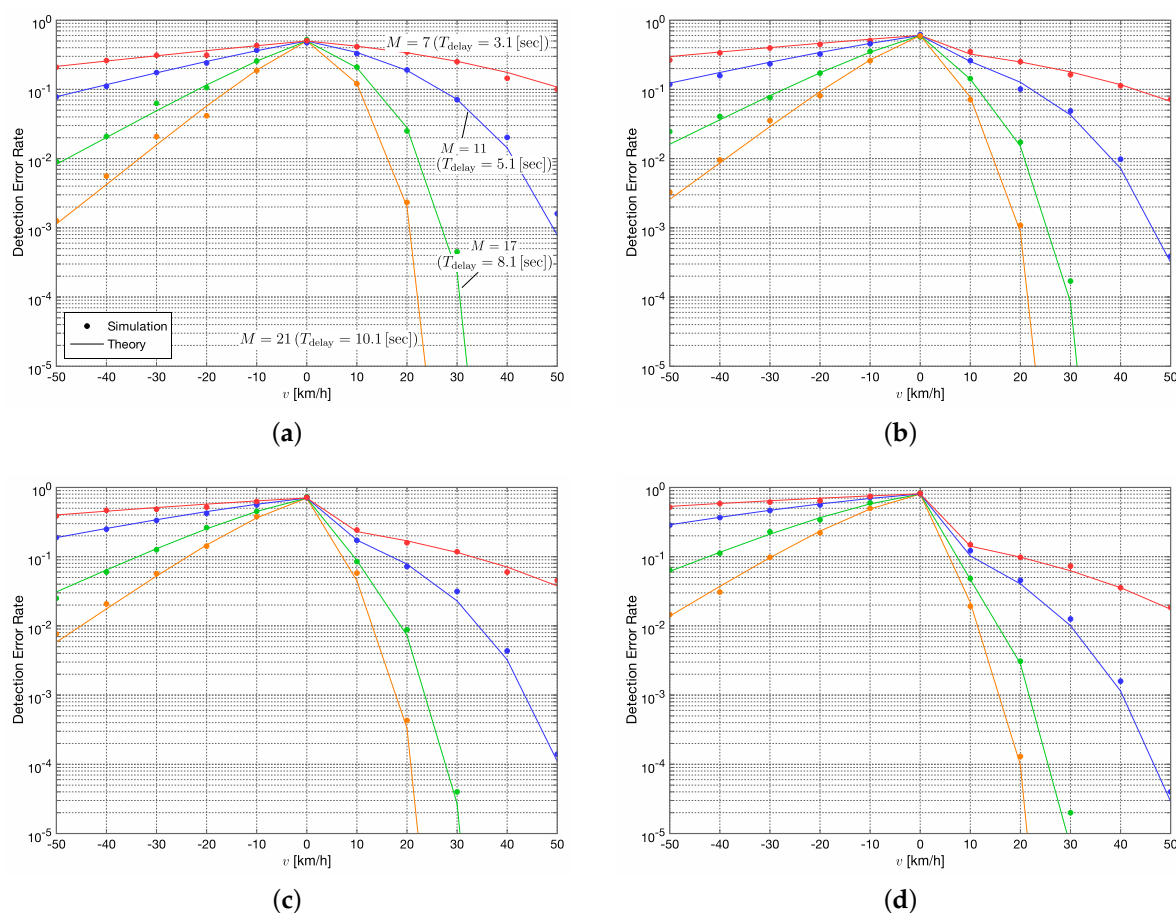 10^0
10^-1
10^-2
10^-3
10^-4
10^-5
Detection Error Rate
M = 7 (T_delay = 3.1 [sec])
M = 11
(T_delay = 5.1 [sec])
M = 17
(T_delay = 8.1 [sec])
M = 21 (T_delay = 10.1 [sec])
Simulation
Theory
-50 -40 -30 -20 -10 0 10 20 30 40 50
v [km/h]
(a)
10^0
10^-1
10^-2
10^-3
10^-4
10^-5
Detection Error Rate
-50 -40 -30 -20 -10 0 10 20 30 40 50
v [km/h]
(b)
10^0
10^-1
10^-2
10^-3
10^-4
10^-5
Detection Error Rate
-50 -40 -30 -20 -10 0 10 20 30 40 50
v [km/h]
(c)
10^0
10^-1
10^-2
10^-3
10^-4
10^-5
Detection Error Rate
-50 -40 -30 -20 -10 0 10 20 30 40 50
v [km/h]
(d)